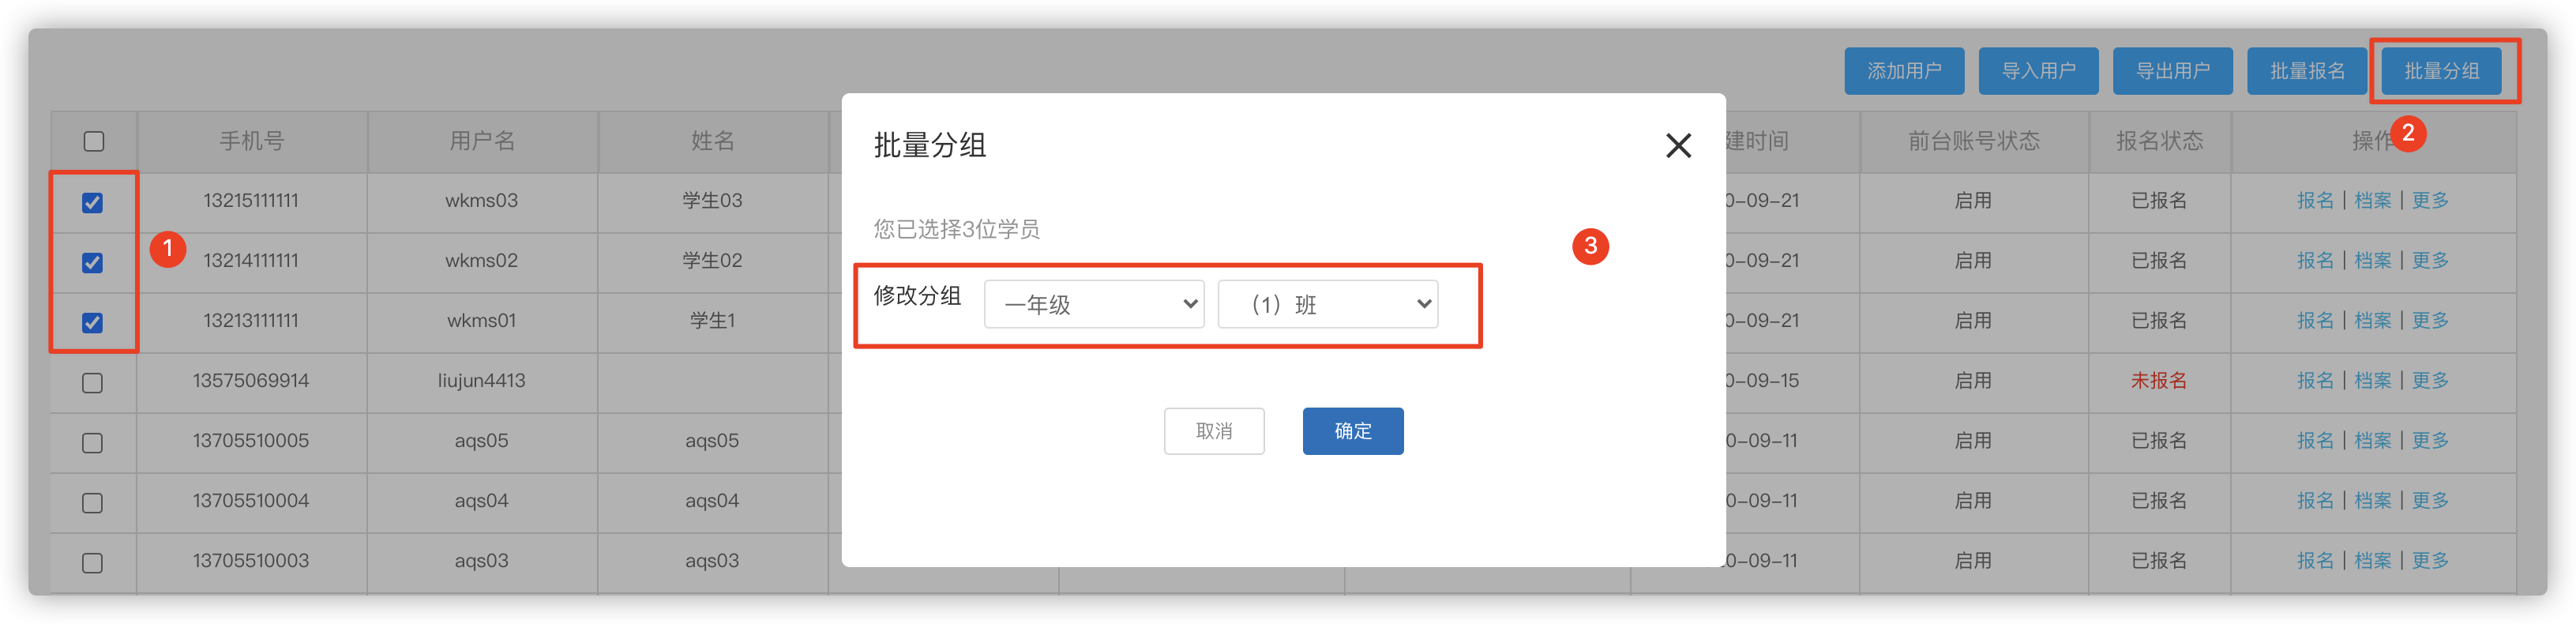 添加用户 导入用户 导出用户 批量报名 批量分组
手机号 用户名 姓名 建时间 前台账号状态 报名状态 操作 2
13215111111 wkms03 学生03 0-09-21 启用 已报名 报名 | 档案 | 更多
1
13214111111 wkms02 学生02 0-09-21 启用 已报名 报名 | 档案 | 更多
13213111111 wkms01 学生1 0-09-21 启用 已报名 报名 | 档案 | 更多
13575069914 liujun4413 0-09-15 启用 未报名 报名 | 档案 | 更多
13705510005 aqs05 aqs05 0-09-11 启用 已报名 报名 | 档案 | 更多
13705510004 aqs04 aqs04 0-09-11 启用 已报名 报名 | 档案 | 更多
13705510003 aqs03 aqs03 0-09-11 启用 已报名 报名 | 档案 | 更多
批量分组
您已选择3位学员
3
修改分组 一年级 （1）班
取消 确定